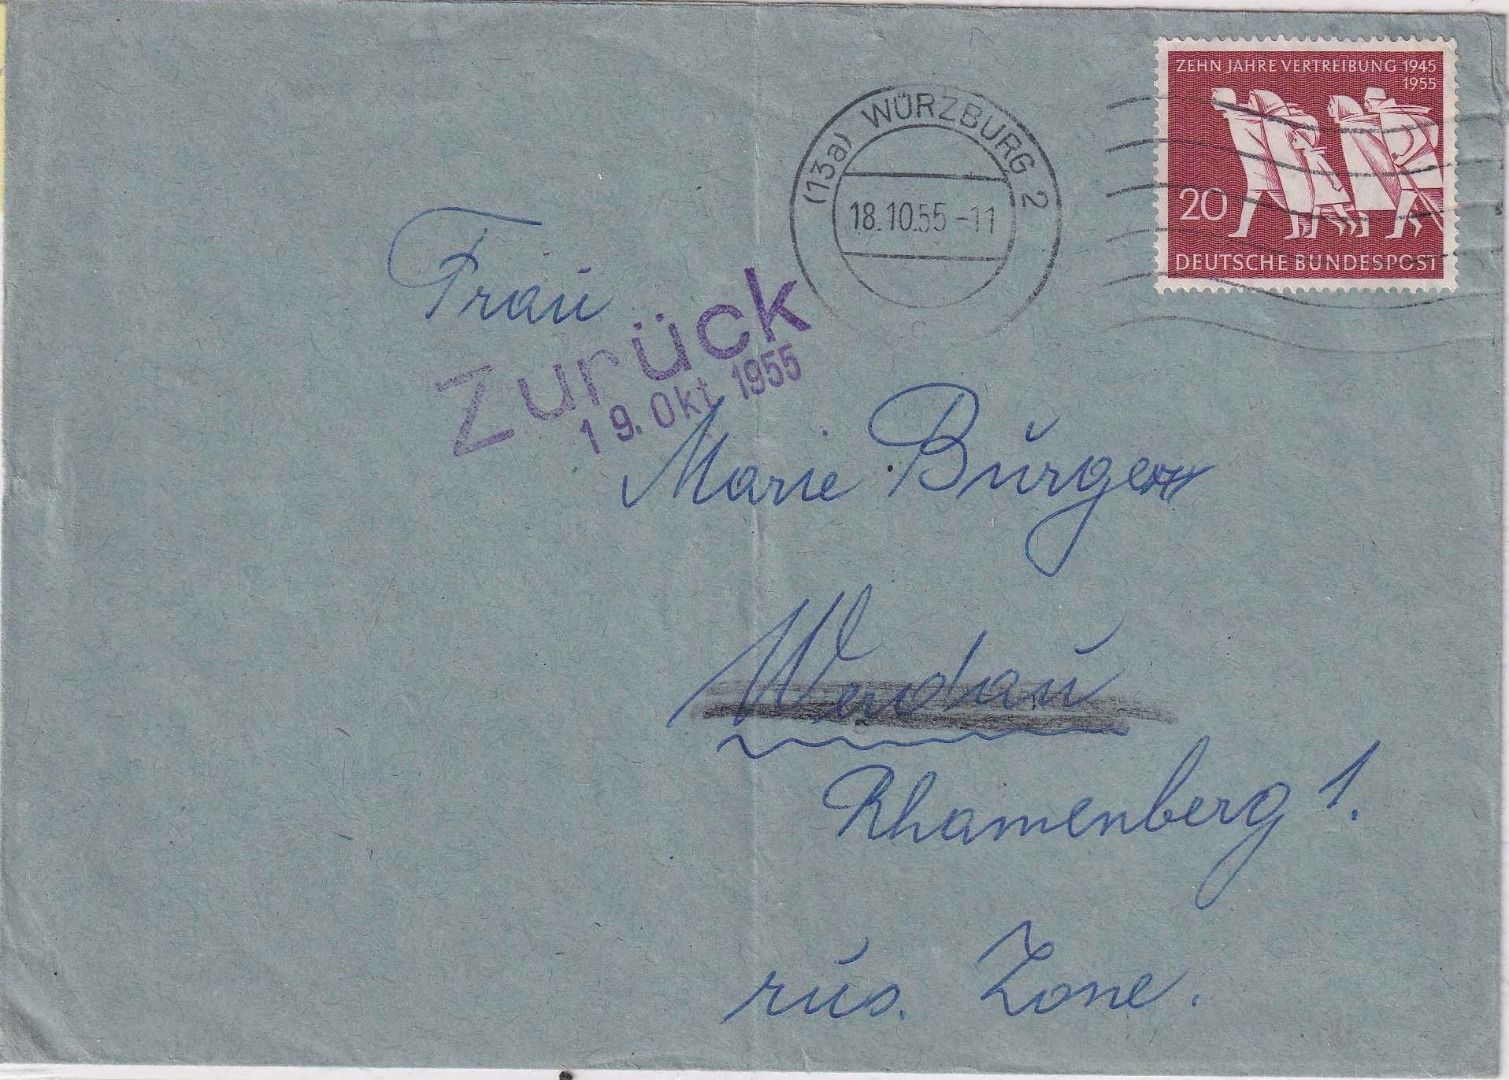 ZEHN JAHRE VERTREIBUNG 1945
1955
20
DEUTSCHE BUNDESPOST
(13a) WÜRZBURG 2
18.10.55-11
c
Frau
Zurück
19. Okt 1955
Marie Burger
Werdau
Rhamenberg 1.
rus. Zone.